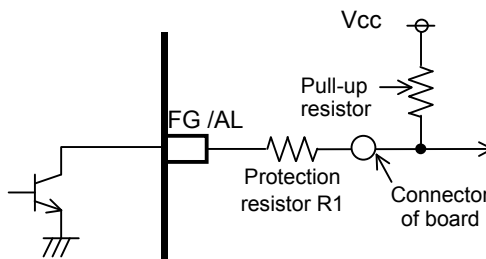 Vcc
Pull-up
resistor
FG /AL
Protection
resistor R1
Connector
of board